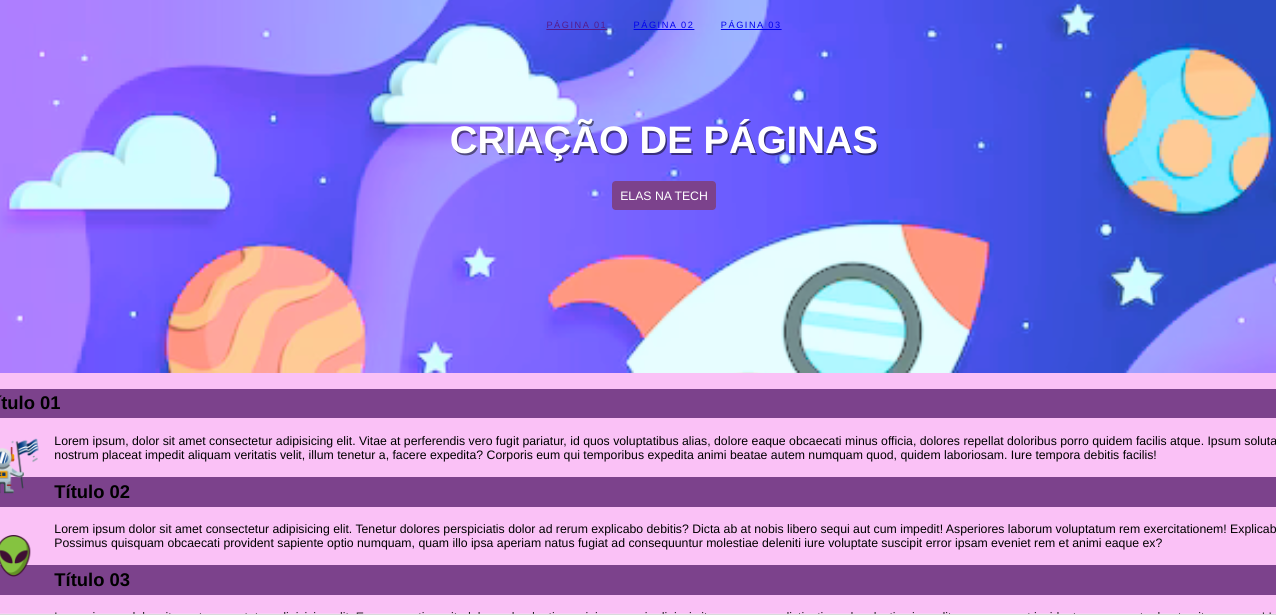 PÁGINA 01 PÁGINA 02 PÁGINA 03
CRIAÇÃO DE PÁGINAS
ELAS NA TECH
ítulo 01
Lorem ipsum, dolor sit amet consectetur adipisicing elit. Vitae at perferendis vero fugit pariatur, id quos voluptatibus alias, dolore eaque obcaecati minus officia, dolores repellat doloribus porro quidem facilis atque. Ipsum soluta
nostrum placeat impedit aliquam veritatis velit, illum tenetur a, facere expedita? Corporis eum qui temporibus expedita animi beatae autem numquam quod, quidem laboriosam. Iure tempora debitis facilis!
Título 02
Lorem ipsum dolor sit amet consectetur adipisicing elit. Tenetur dolores perspiciatis dolor ad rerum explicabo debitis? Dicta ab at nobis libero sequi aut cum impedit! Asperiores laborum voluptatum rem exercitationem! Explicab
Possimus quisquam obcaecati provident sapiente optio numquam, quam illo ipsa aperiam natus fugiat ad consequuntur molestiae deleniti iure voluptate suscipit error ipsam eveniet rem et animi eaque ex?
Título 03